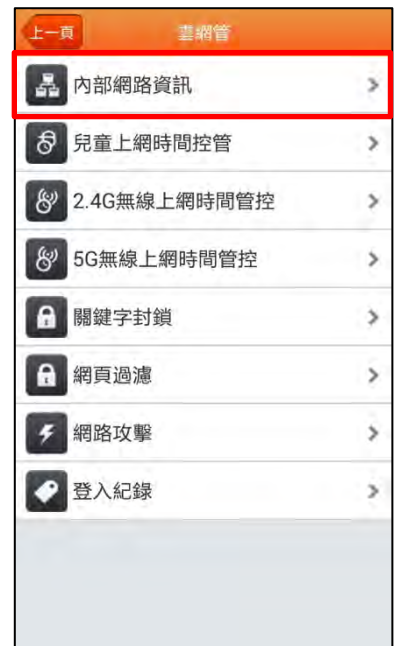 上一頁
雲網管
內部網路資訊
兒童上網時間控管
2.4G無線上網時間管控
5G無線上網時間管控
關鍵字封鎖
網頁過濾
網路攻擊
登入紀錄